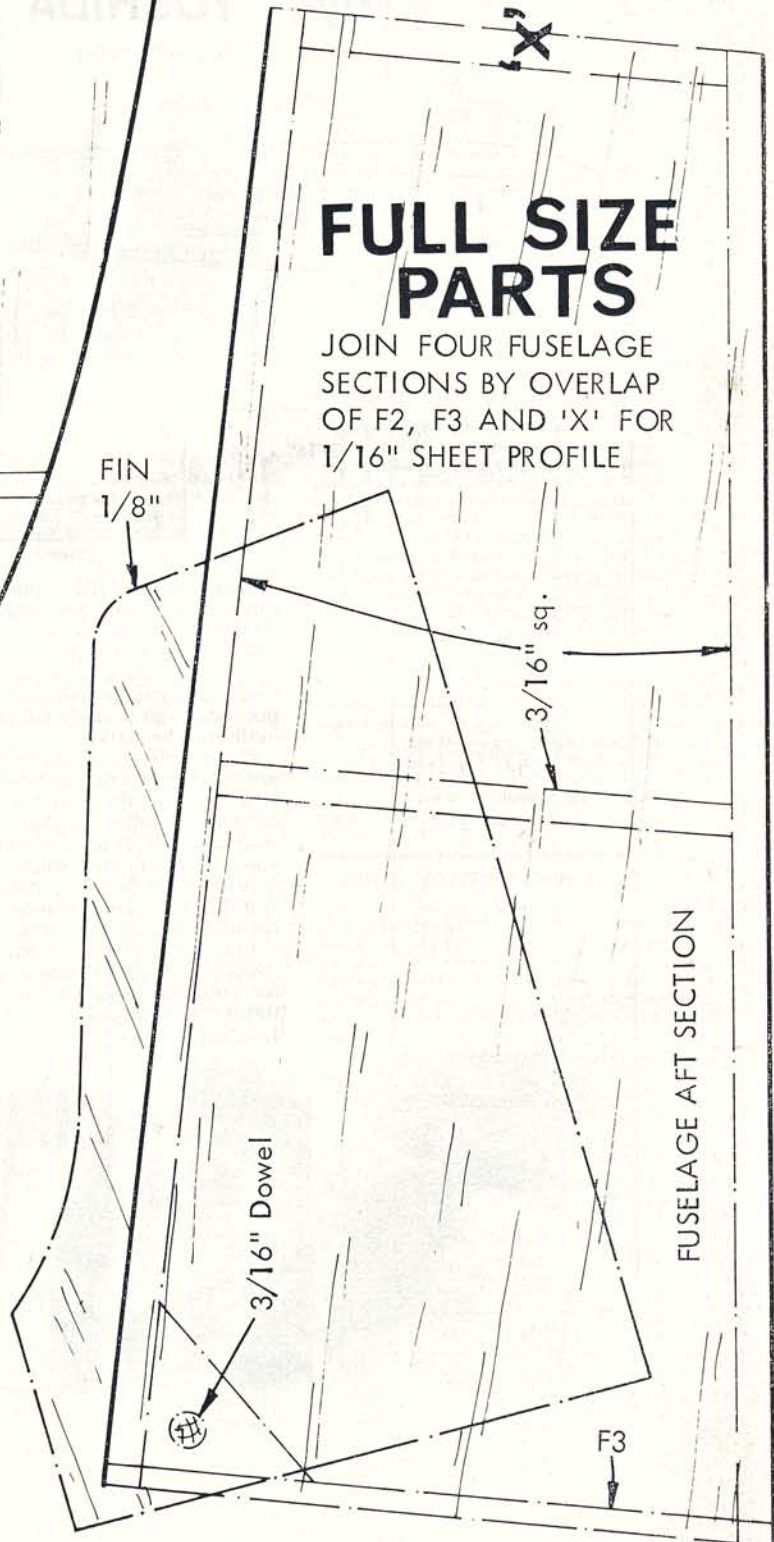 'X'
FULL SIZE
PARTS
JOIN FOUR FUSELAGE
SECTIONS BY OVERLAP
OF F2, F3 AND 'X' FOR
1/16" SHEET PROFILE
FIN
1/8"
3/16" sq.
FUSELAGE AFT SECTION
3/16" Dowel
F3